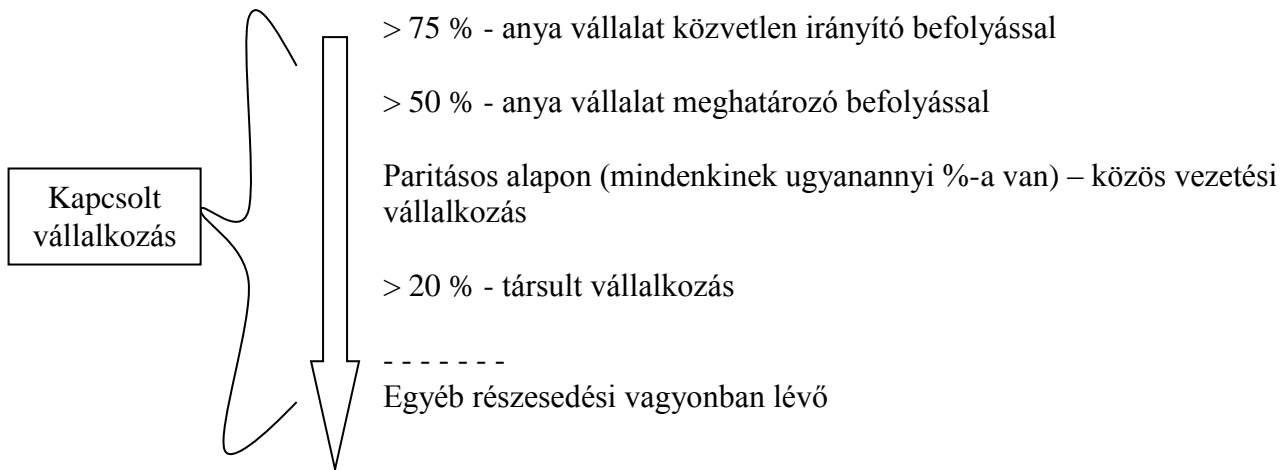 > 75 % - anya vállalat közvetlen irányító befolyással
> 50 % - anya vállalat meghatározó befolyással
Kapcsolt
vállalkozás
Paritásos alapon (mindenkinek ugyanannyi %-a van) – közös vezetési
vállalkozás
> 20 % - társult vállalkozás
- - - - - - -
Egyéb részesedési vagyonban lévő